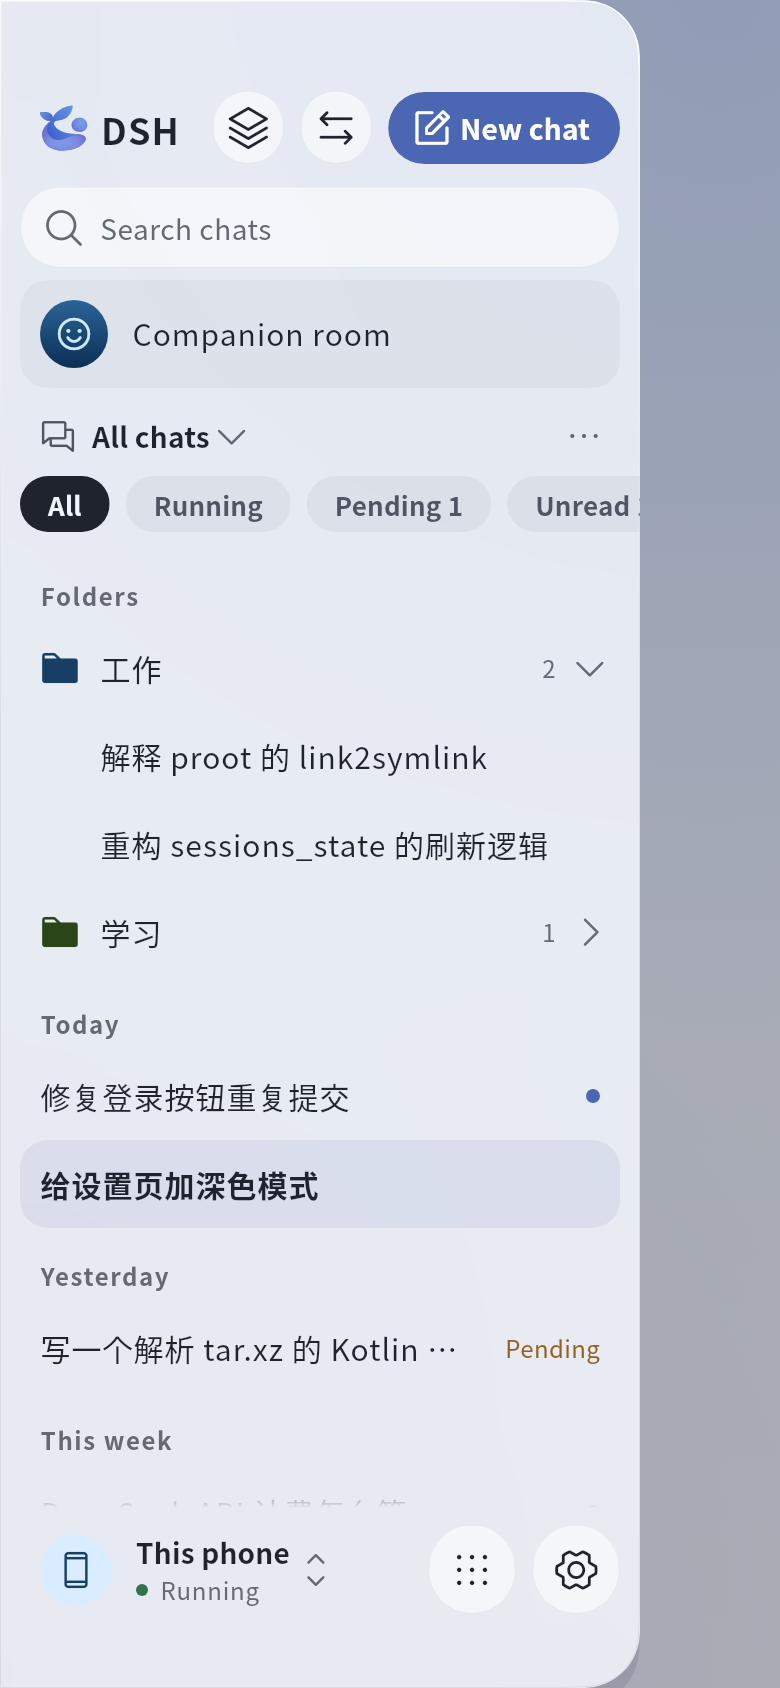 DSH
New chat
Search chats
Companion room
All chats
All
Running
Pending 1
Unread
Folders
工作
2
解释 proot 的 link2symlink
重构 sessions_state 的刷新逻辑
学习
1
Today
修复登录按钮重复提交
给设置页加深色模式
Yesterday
写一个解析 tar.xz 的 Kotlin …
Pending
This week
This phone
Running